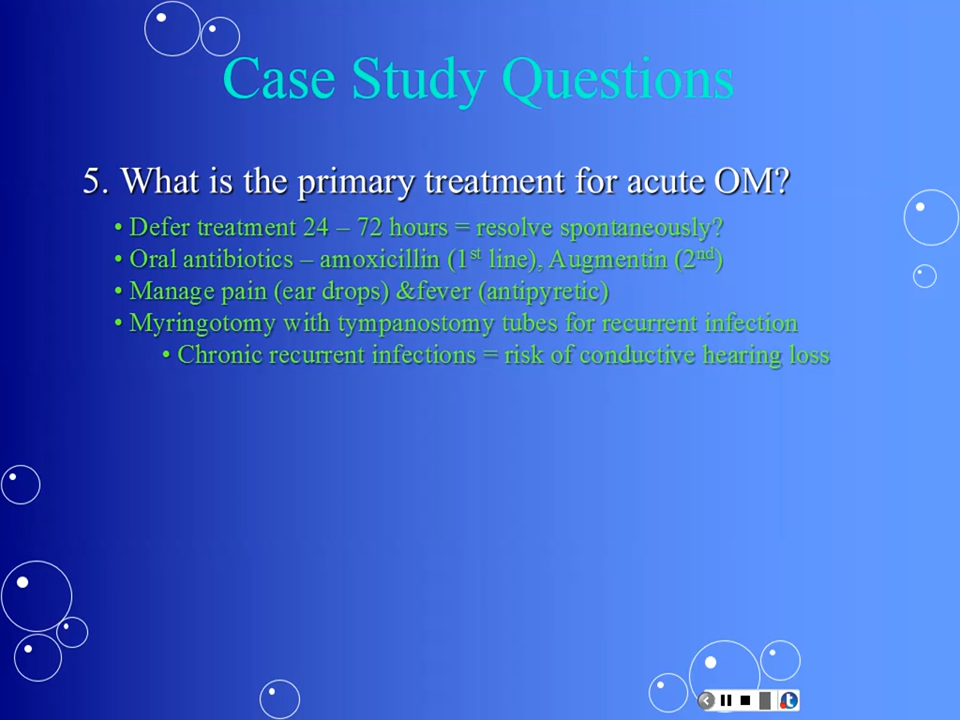 Case Study Questions
5. What is the primary treatment for acute OM?
• Defer treatment 24 – 72 hours = resolve spontaneously?
• Oral antibiotics – amoxicillin (1st line), Augmentin (2nd)
• Manage pain (ear drops) &fever (antipyretic)
• Myringotomy with tympanostomy tubes for recurrent infection
• Chronic recurrent infections = risk of conductive hearing loss